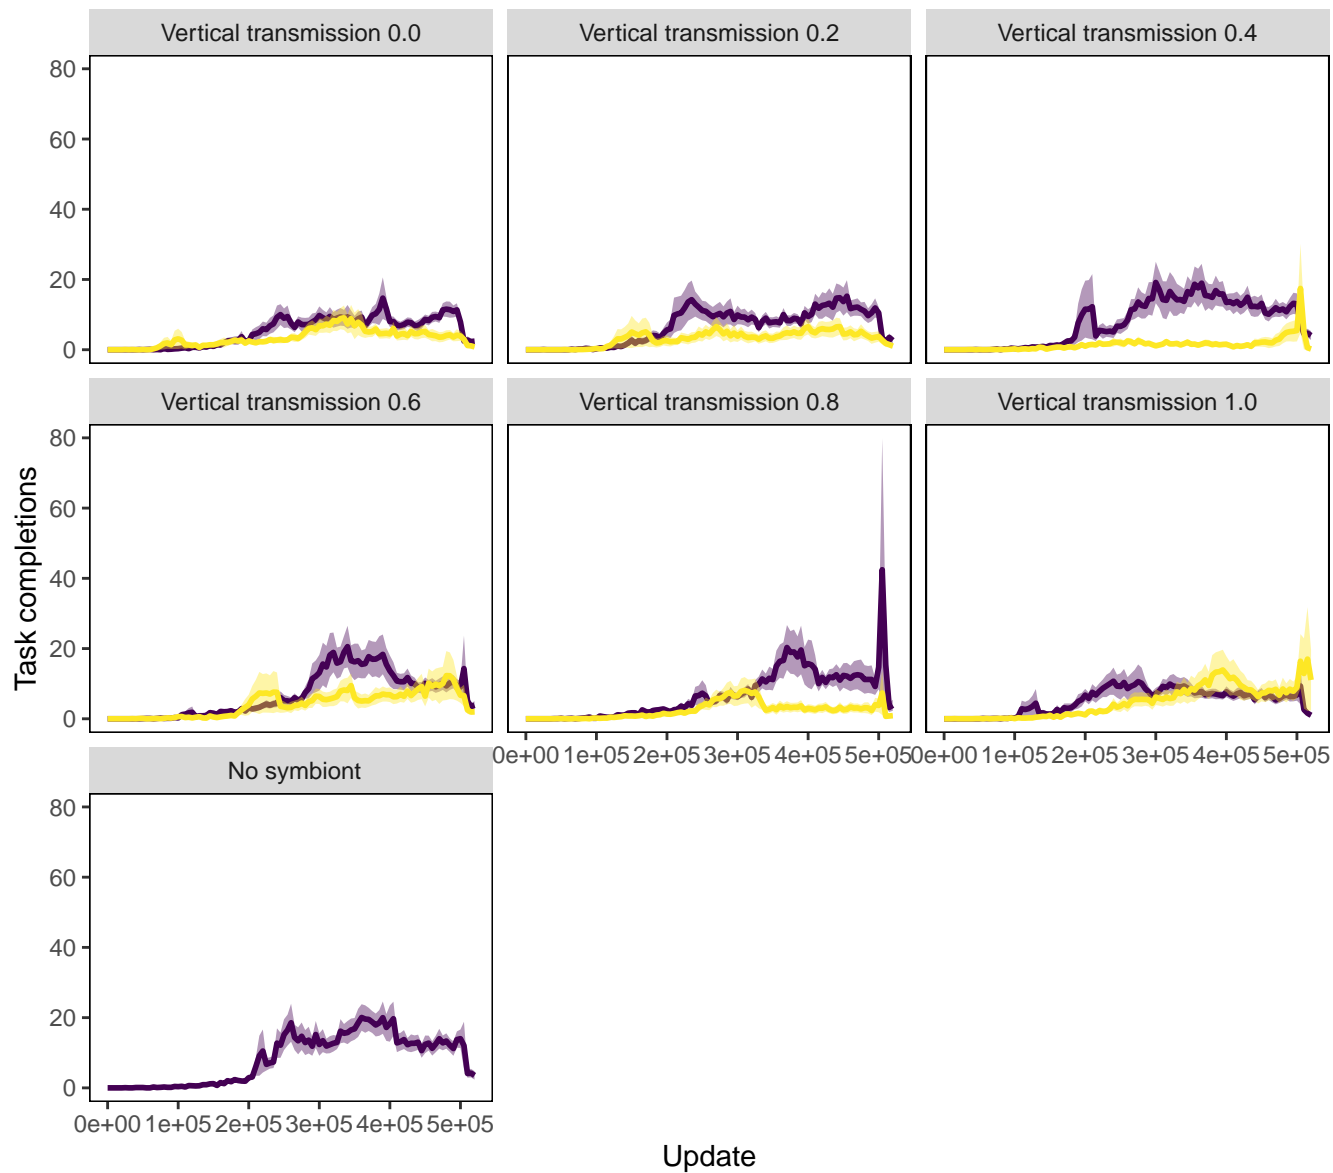 Vertical transmission 0.0
Vertical transmission 0.2
Vertical transmission 0.4
80
60
40
20
0
Vertical transmission 0.6
Vertical transmission 0.8
Vertical transmission 1.0
80
60
40
20
0
0e+00 1e+05 2e+05 3e+05 4e+05 5e+05
0e+00 1e+05 2e+05 3e+05 4e+05 5e+05
No symbiont
80
60
40
20
0
0e+00 1e+05 2e+05 3e+05 4e+05 5e+05
Task completions
Update